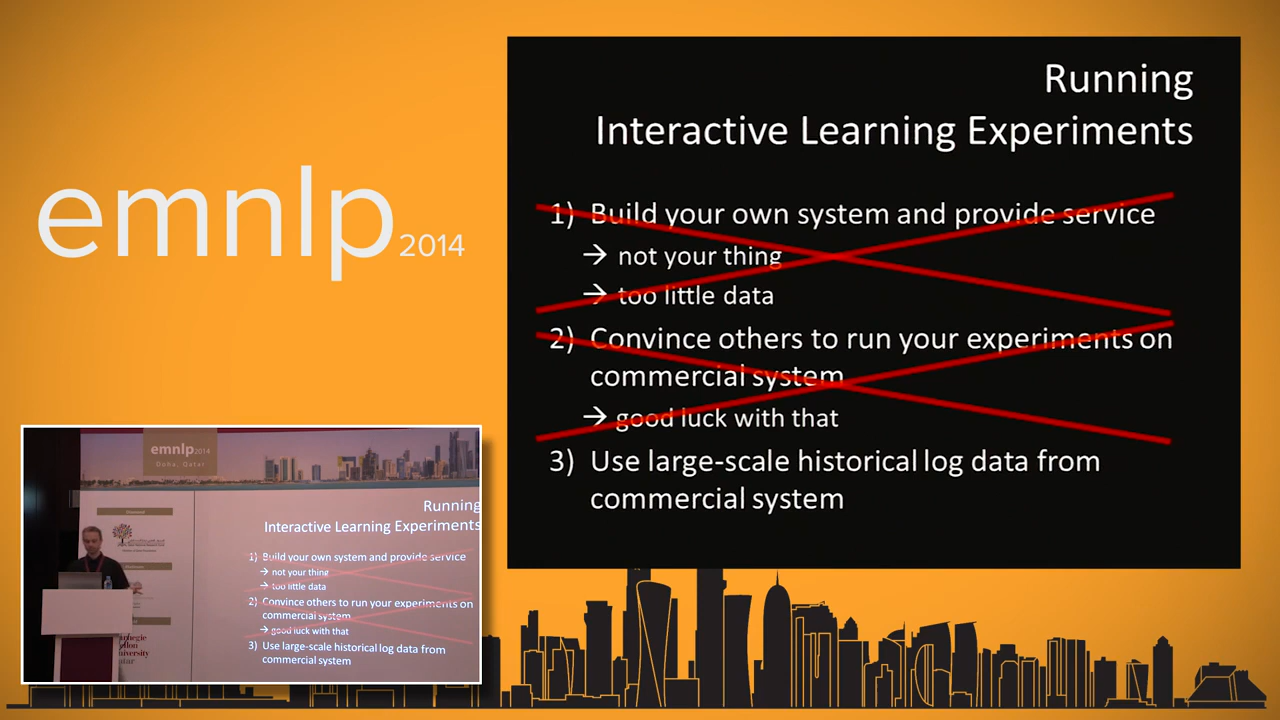 emnlp 2014
Running
Interactive Learning Experiments
1) Build your own system and provide service
→ not your thing
→ too little data
2) Convince others to run your experiments on
commercial system
→ good luck with that
3) Use large-scale historical log data from
commercial system
emnlp 2014
Doha, Qatar
Running
Interactive Learning Experiments
1) Build your own system and provide service
→ not your thing
→ too little data
2) Convince others to run your experiments on
commercial system
→ good luck with that
3) Use large-scale historical log data from
commercial system